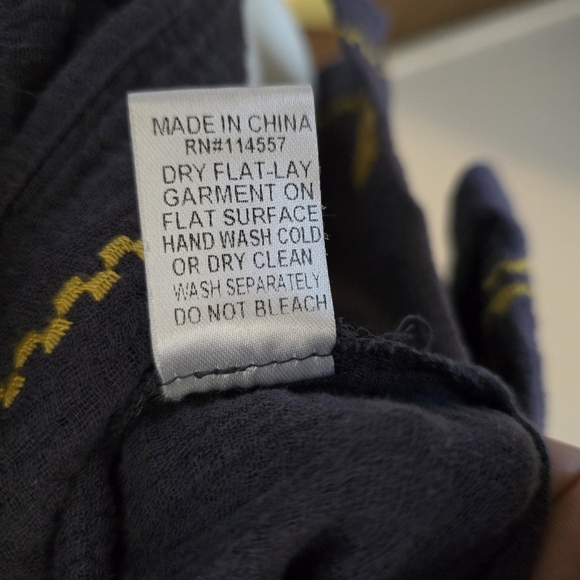 MADE IN CHINA
RN#114557
DRY FLAT-LAY
GARMENT ON
FLAT SURFACE
HAND WASH COLD
OR DRY CLEAN
WASH SEPARATELY
DO NOT BLEACH